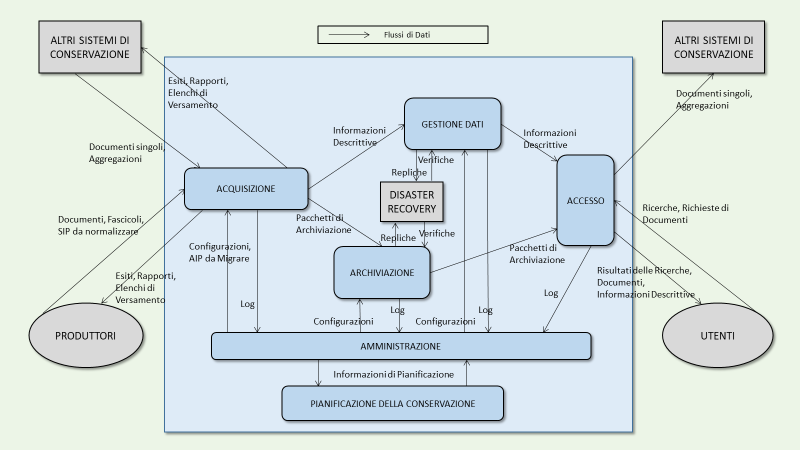 ALTRI SISTEMI DI
CONSERVAZIONE
Flussi di Dati
ALTRI SISTEMI DI
CONSERVAZIONE
Esiti, Rapporti,
Elenchi di
Versamento
Documenti singoli,
Aggregazioni
Documenti singoli,
Aggregazioni
GESTIONE DATI
Informazioni
Descrittive
Informazioni
Descrittive
Verifiche
Repliche
ACQUISIZIONE
DISASTER
RECOVERY
ACCESSO
Pacchetti di
Archiviazione
Documenti, Fascicoli,
SIP da normalizzare
Ricerche, Richieste di
Documenti
Repliche
Verifiche
Configurazioni,
AIP da Migrare
Pacchetti di
Archiviazione
ARCHIVIAZIONE
Esiti, Rapporti,
Elenchi di
Versamento
Risultati delle Ricerche,
Documenti,
Informazioni Descrittive
Log
Log
Log
Log
Configurazioni
Configurazioni
PRODUTTORI
AMMINISTRAZIONE
UTENTI
Informazioni di Pianificazione
PIANIFICAZIONE DELLA CONSERVAZIONE